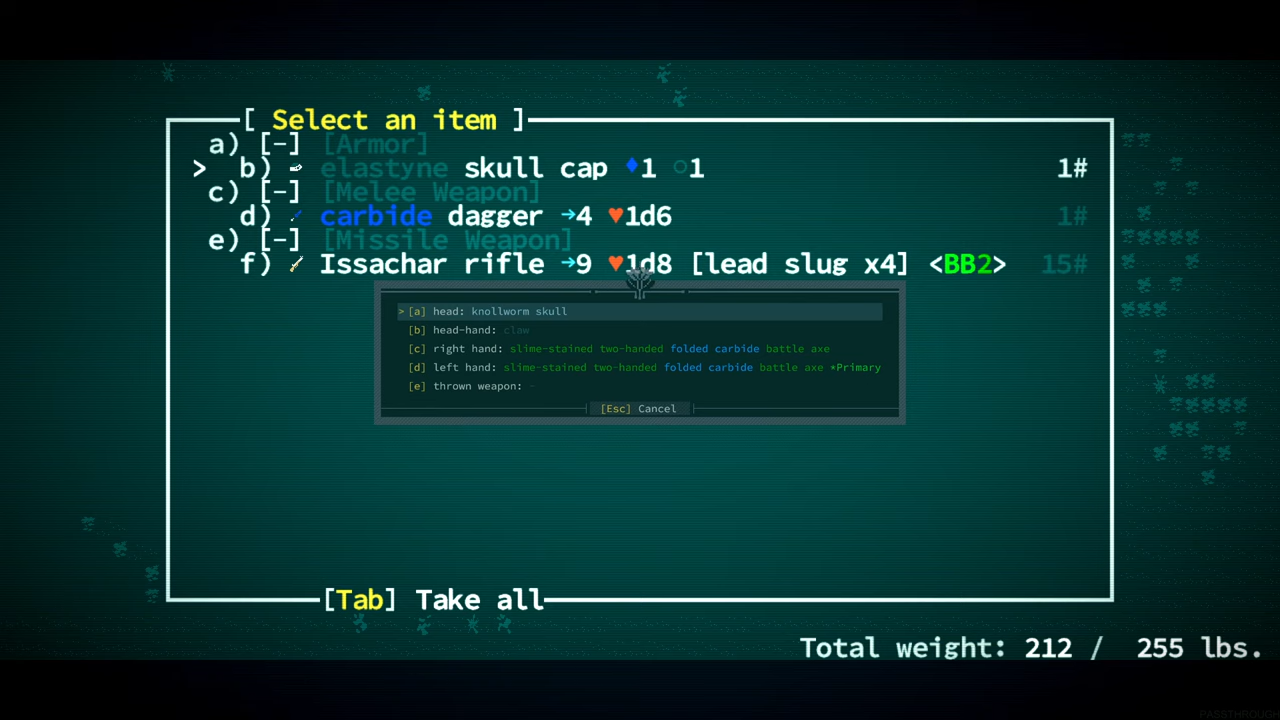 [ Select an item ]
a) [-] [Armor]
> b) elastyne skull cap ♦1 ○1 1#
c) [-] [Melee Weapon]
d) carbide dagger →4 ♥1d6 1#
e) [-] [Missile Weapon]
f) Issachar rifle →9 ♥1d8 [lead slug x4] <BB2> 15#
> [a] head: knollworm skull
[b] head-hand: claw
[c] right hand: slime-stained two-handed folded carbide battle axe
[d] left hand: slime-stained two-handed folded carbide battle axe *Primary
[e] thrown weapon: -
[Esc] Cancel
[Tab] Take all
Total weight: 212 / 255 lbs.